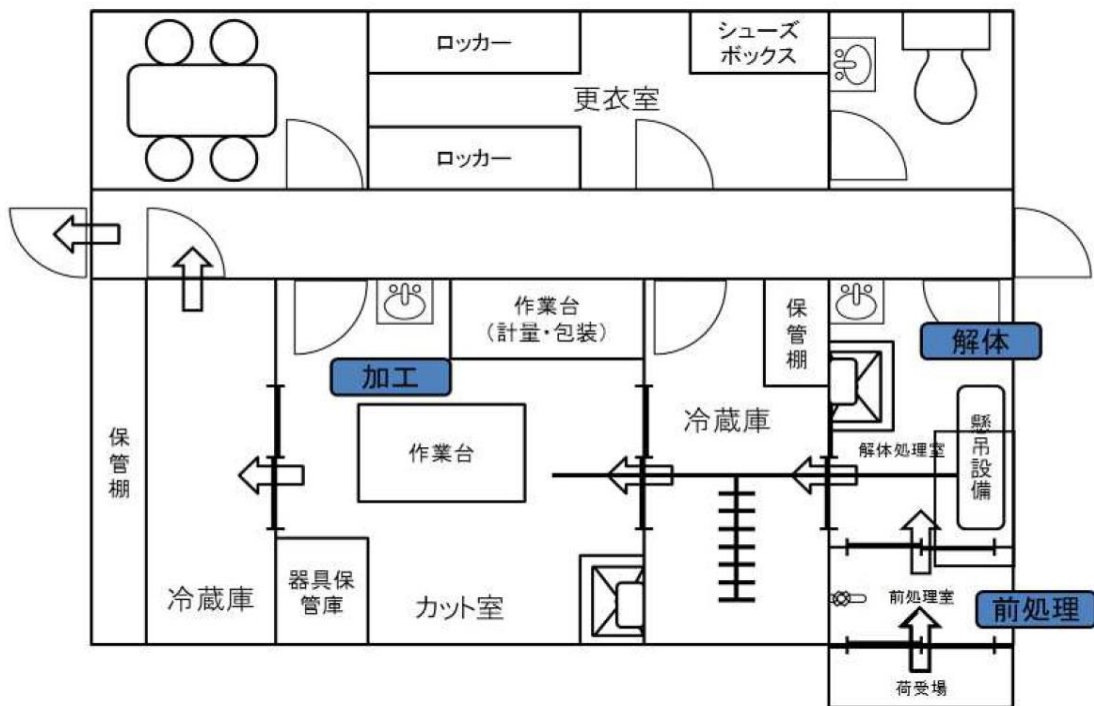 ロッカー
シューズ
ボックス
更衣室
ロッカー
作業台
（計量・包装）
保管棚
解体
加工
冷蔵庫
懸吊設備
保管棚
作業台
解体処理室
器具保
管庫
冷蔵庫
カット室
前処理室
前処理
荷受場